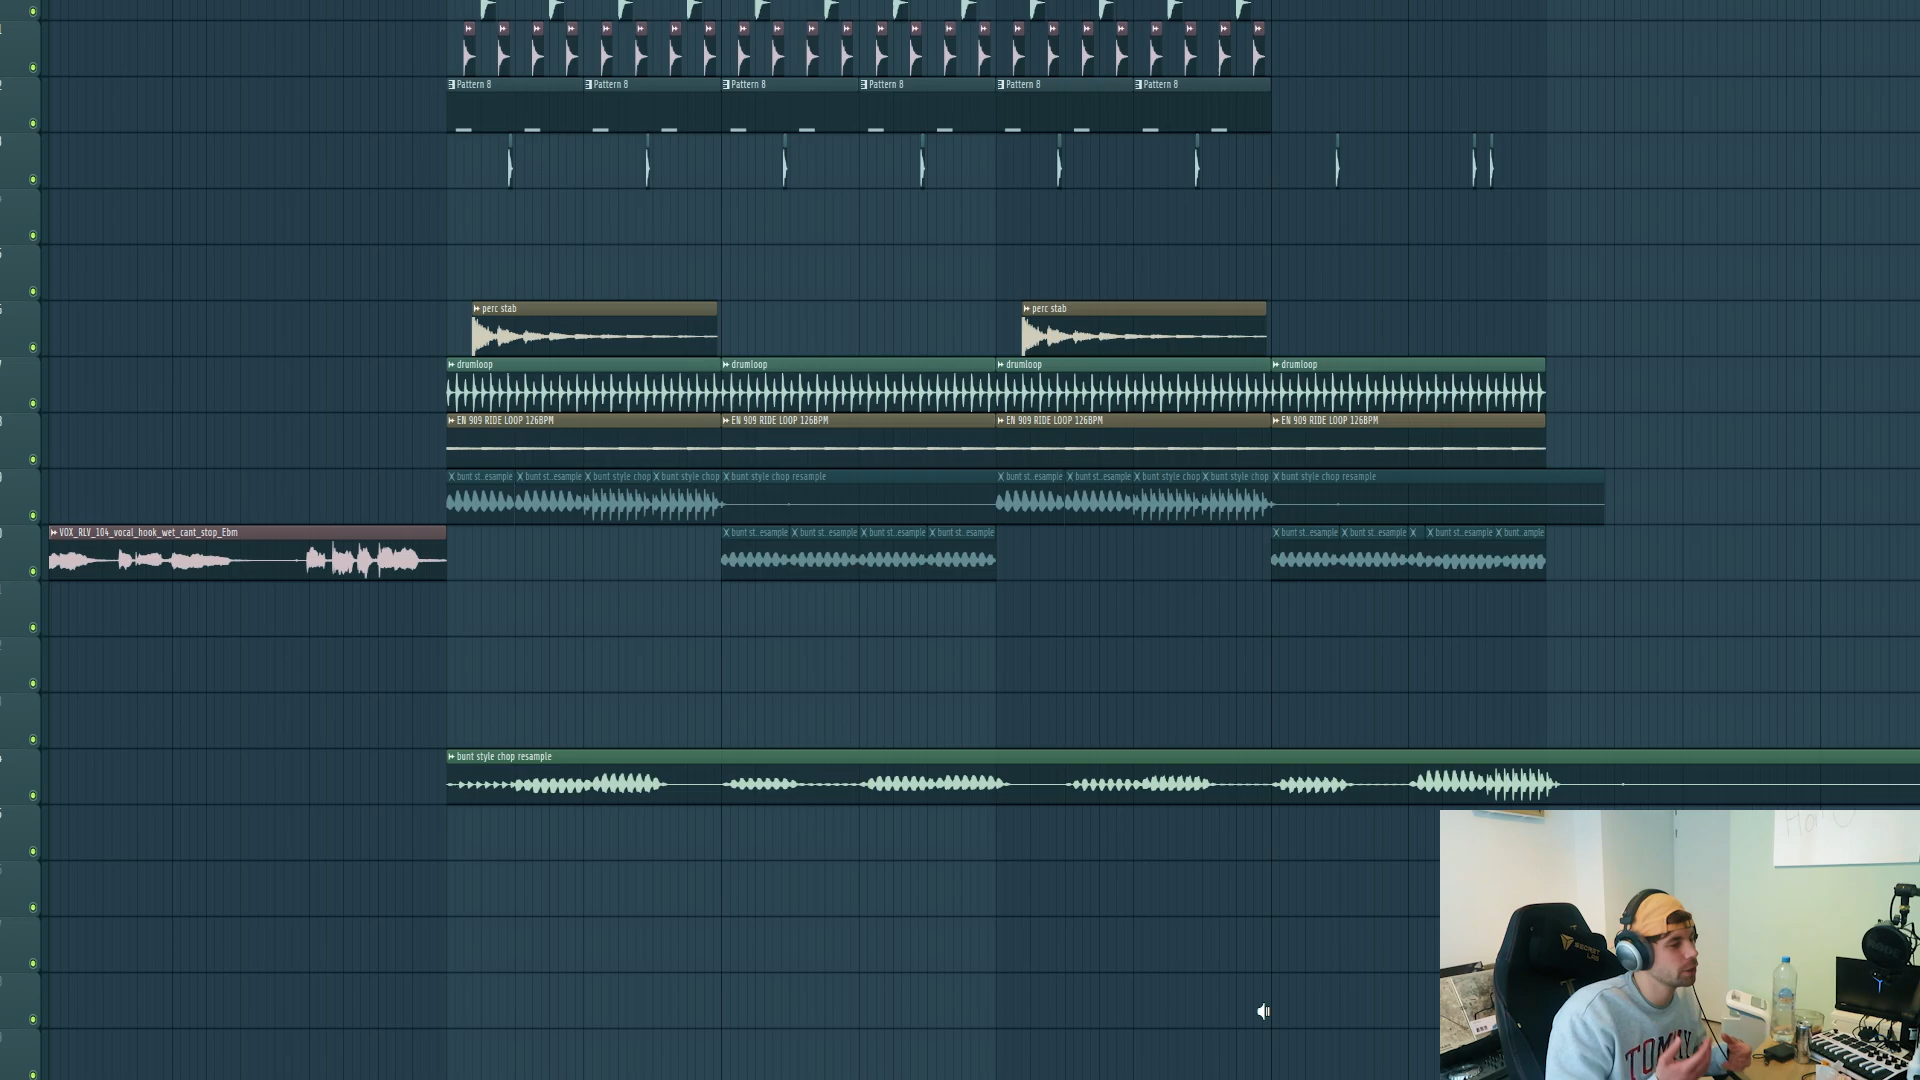 Pattern 8 Pattern 8 Pattern 8 Pattern 8 Pattern 8 Pattern 8
perc stab perc stab
drumloop drumloop drumloop drumloop
EN 909 RIDE LOOP 126BPM EN 909 RIDE LOOP 126BPM EN 909 RIDE LOOP 126BPM EN 909 RIDE LOOP 126BPM
bunt st..esample bunt st..esample bunt style chop bunt style chop bunt style chop resample bunt st..esample bunt st..esample bunt style chop bunt style chop bunt style chop resample
VOX_RLV_104_vocal_hook_wet_cant_stop_Ebm bunt st..esample bunt st..esample bunt st..esample bunt st..esample bunt st..esample bunt st..esample bunt st..esample bunt..ample
bunt style chop resample
SECRET
LAB
TOMMY